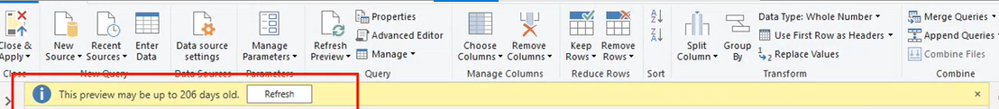 Close &
Apply
New
Source
Recent
Sources
Enter
Data
Data source
settings
Manage
Parameters
Refresh
Preview
Properties
Advanced Editor
Manage
Choose
Columns
Remove
Columns
Keep
Rows
Remove
Rows
Split
Column
Group
By
Data Type: Whole Number
Use First Row as Headers
1
2
Replace Values
Merge Queries
Append Queries
Combine Files
Close
New Query
Data Sources
Parameters
Query
Manage Columns
Reduce Rows
Sort
Transform
Combine
This preview may be up to 206 days old.
Refresh